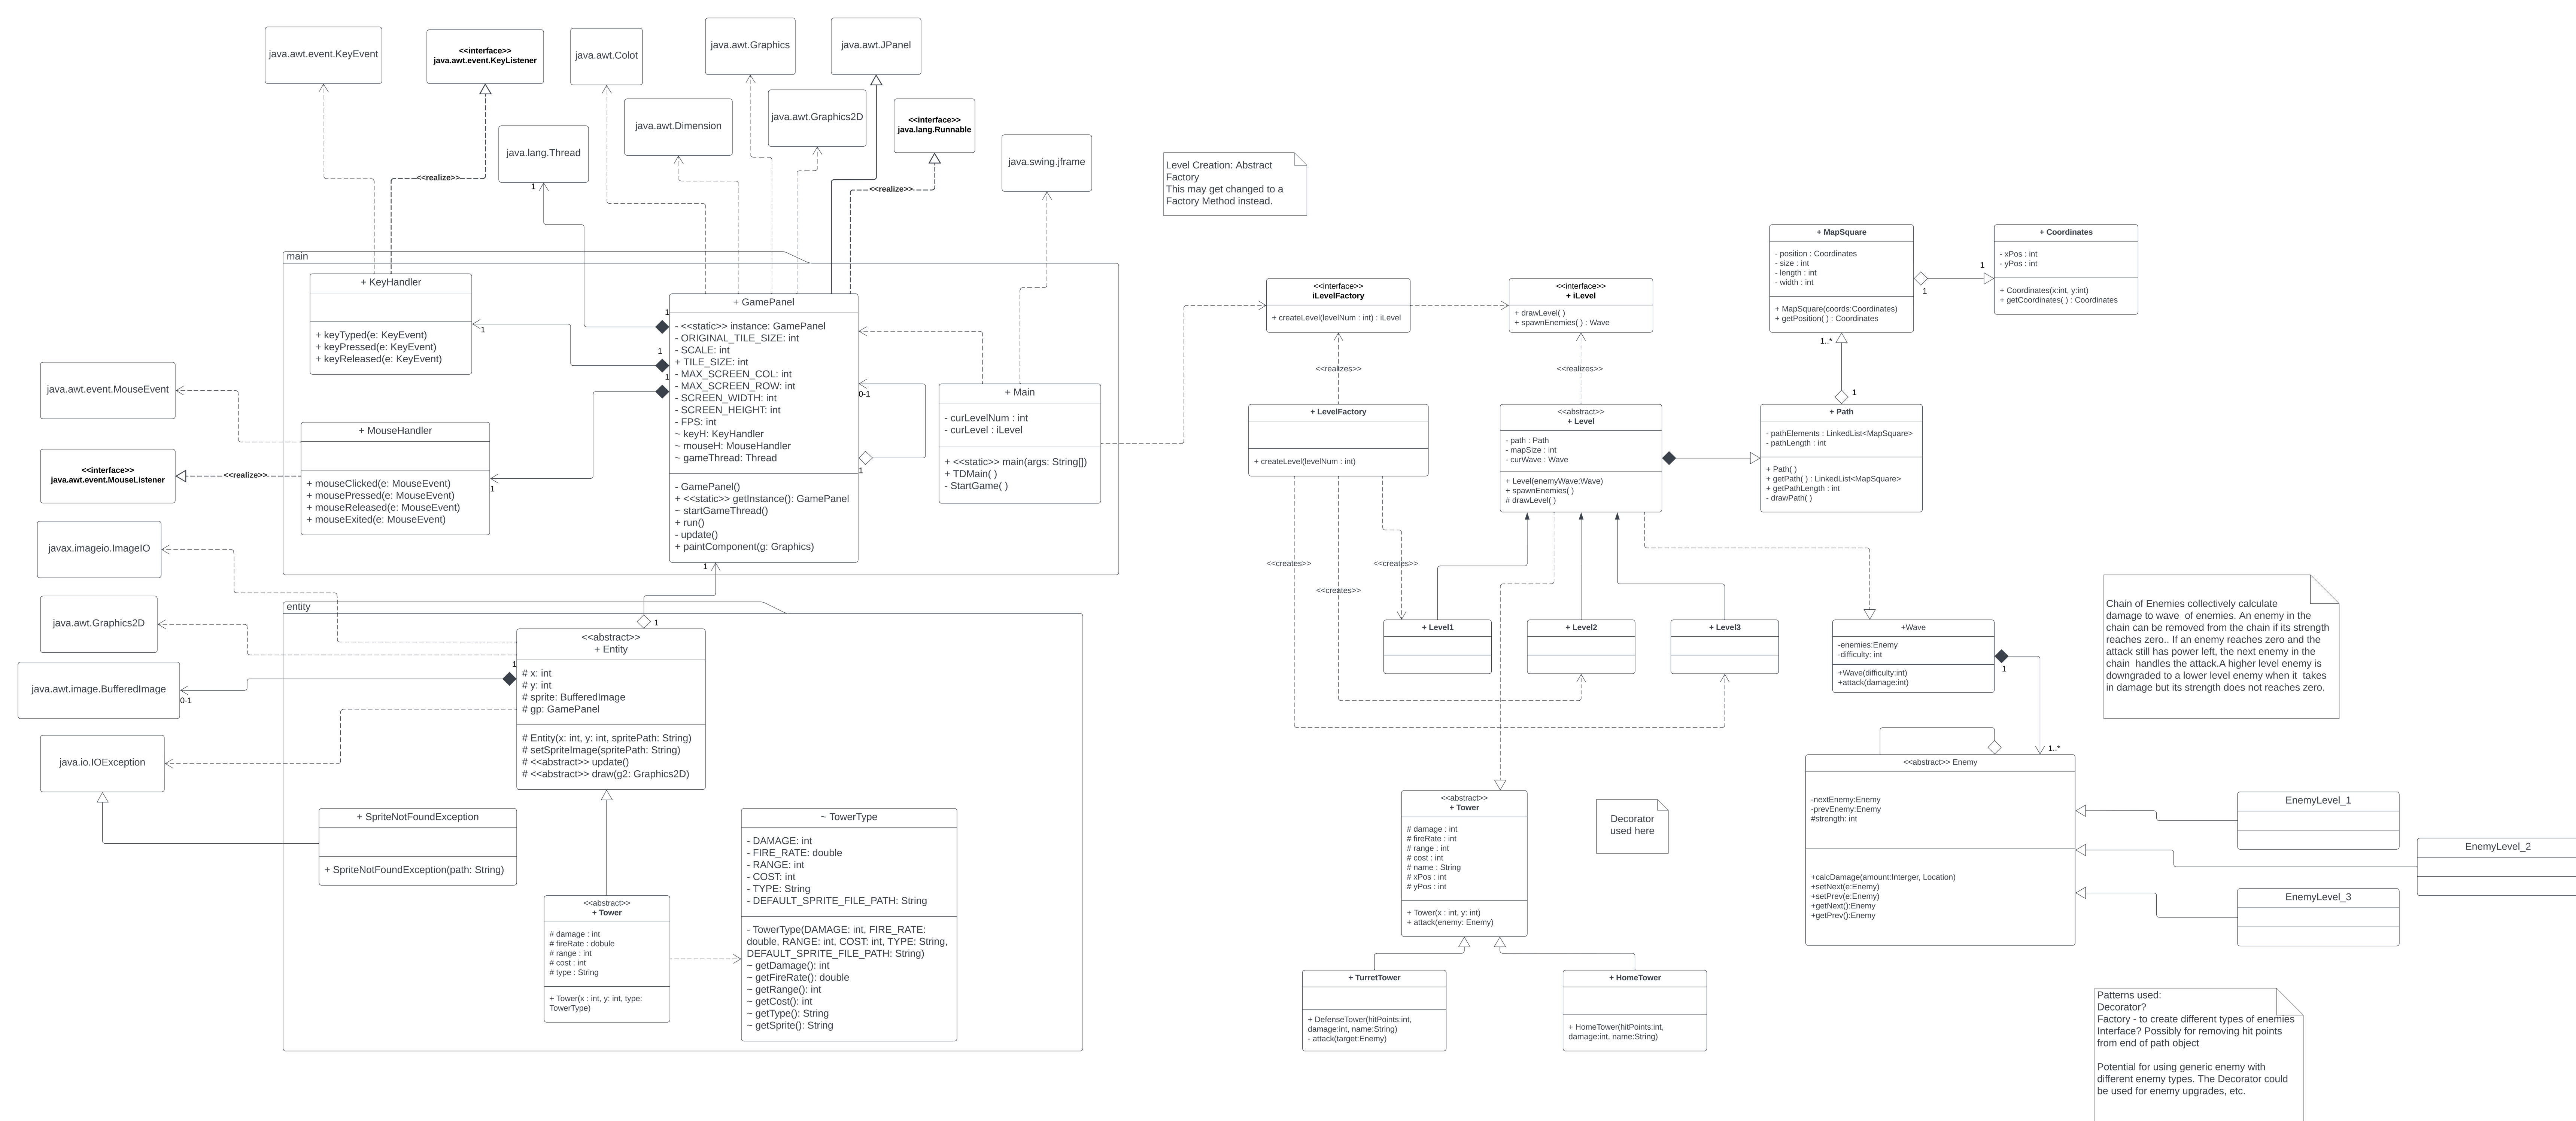 java.awt.event.KeyEvent
<<interface>>
java.awt.event.KeyListener
java.awt.Colot
java.awt.Graphics
java.awt.JPanel
java.awt.Dimension
java.awt.Graphics2D
<<interface>>
java.lang.Runnable
java.lang.Thread
java.swing.jframe
<<realize>>
<<realize>>
1
main
+ KeyHandler
+ keyTyped(e: KeyEvent)
+ keyPressed(e: KeyEvent)
+ keyReleased(e: KeyEvent)
1
java.awt.event.MouseEvent
<<interface>>
java.awt.event.MouseListener
<<realize>>
+ MouseHandler
+ mouseClicked(e: MouseEvent)
+ mousePressed(e: MouseEvent)
+ mouseReleased(e: MouseEvent)
+ mouseExited(e: MouseEvent)
1
1
1
1
+ GamePanel
- <<static>> instance: GamePanel
- ORIGINAL_TILE_SIZE: int
- SCALE: int
+ TILE_SIZE: int
- MAX_SCREEN_COL: int
- MAX_SCREEN_ROW: int
- SCREEN_WIDTH: int
- SCREEN_HEIGHT: int
- FPS: int
~ keyH: KeyHandler
~ mouseH: MouseHandler
~ gameThread: Thread
- GamePanel()
+ <<static>> getInstance(): GamePanel
~ startGameThread()
+ run()
- update()
+ paintComponent(g: Graphics)
0-1
1
1
+ Main
- curLevelNum : int
- curLevel : iLevel
+ <<static>> main(args: String[])
+ TDMain( )
- StartGame( )
javax.imageio.ImageIO
java.awt.Graphics2D
java.awt.image.BufferedImage
0-1
java.io.IOException
entity
1
1
<<abstract>>
+ Entity
# x: int
# y: int
# sprite: BufferedImage
# gp: GamePanel
# Entity(x: int, y: int, spritePath: String)
# setSpriteImage(spritePath: String)
# <<abstract>> update()
# <<abstract>> draw(g2: Graphics2D)
+ SpriteNotFoundException
+ SpriteNotFoundException(path: String)
<<abstract>>
+ Tower
# damage : int
# fireRate : dobule
# range : int
# cost : int
# type : String
+ Tower(x : int, y: int, type:
TowerType)
~ TowerType
- DAMAGE: int
- FIRE_RATE: double
- RANGE: int
- COST: int
- TYPE: String
- DEFAULT_SPRITE_FILE_PATH: String
- TowerType(DAMAGE: int, FIRE_RATE:
double, RANGE: int, COST: int, TYPE: String,
DEFAULT_SPRITE_FILE_PATH: String)
~ getDamage(): int
~ getFireRate(): double
~ getRange(): int
~ getCost(): int
~ getType(): String
~ getSprite(): String
Level Creation: Abstract
Factory
This may get changed to a
Factory Method instead.
<<interface>>
iLevelFactory
+ createLevel(levelNum : int) : iLevel
<<interface>>
+ iLevel
+ drawLevel( )
+ spawnEnemies( ) : Wave
<<realizes>>
<<realizes>>
+ LevelFactory
+ createLevel(levelNum : int)
<<abstract>>
+ Level
- path : Path
- mapSize : int
- curWave : Wave
+ Level(enemyWave:Wave)
+ spawnEnemies( )
# drawLevel( )
+ MapSquare
- position : Coordinates
- size : int
- length : int
- width : int
+ MapSquare(coords:Coordinates)
+ getPosition( ) : Coordinates
1
1
+ Coordinates
- xPos : int
- yPos : int
+ Coordinates(x:int, y:int)
+ getCoordinates( ) : Coordinates
1..*
1
+ Path
- pathElements : LinkedList<MapSquare>
- pathLength : int
+ Path( )
+ getPath( ) : LinkedList<MapSquare>
+ getPathLength : int
- drawPath( )
<<creates>>
<<creates>>
<<creates>>
+ Level1
+ Level2
+ Level3
+Wave
-enemies:Enemy
-difficulty: int
+Wave(difficulty:int)
+attack(damage:int)
1
1..*
Chain of Enemies collectively calculate
damage to wave  of enemies. An enemy in the
chain can be removed from the chain if its strength
reaches zero.. If an enemy reaches zero and the
attack still has power left, the next enemy in the
chain  handles the attack.A higher level enemy is
downgraded to a lower level enemy when it  takes
in damage but its strength does not reaches zero.
<<abstract>> Enemy
-nextEnemy:Enemy
-prevEnemy:Enemy
#strength: int
+calcDamage(amount:Interger, Location)
+setNext(e:Enemy)
+setPrev(e:Enemy)
+getNext():Enemy
+getPrev():Enemy
EnemyLevel_1
EnemyLevel_2
EnemyLevel_3
<<abstract>>
+ Tower
# damage : int
# fireRate : int
# range : int
# cost : int
# name : String
# xPos : int
# yPos : int
+ Tower(x : int, y: int)
+ attack(enemy: Enemy)
Decorator
used here
+ TurretTower
+ DefenseTower(hitPoints:int,
damage:int, name:String)
- attack(target:Enemy)
+ HomeTower
+ HomeTower(hitPoints:int,
damage:int, name:String)
Patterns used:
Decorator?
Factory - to create different types of enemies
Interface? Possibly for removing hit points
from end of path object
Potential for using generic enemy with
different enemy types. The Decorator could
be used for enemy upgrades, etc.